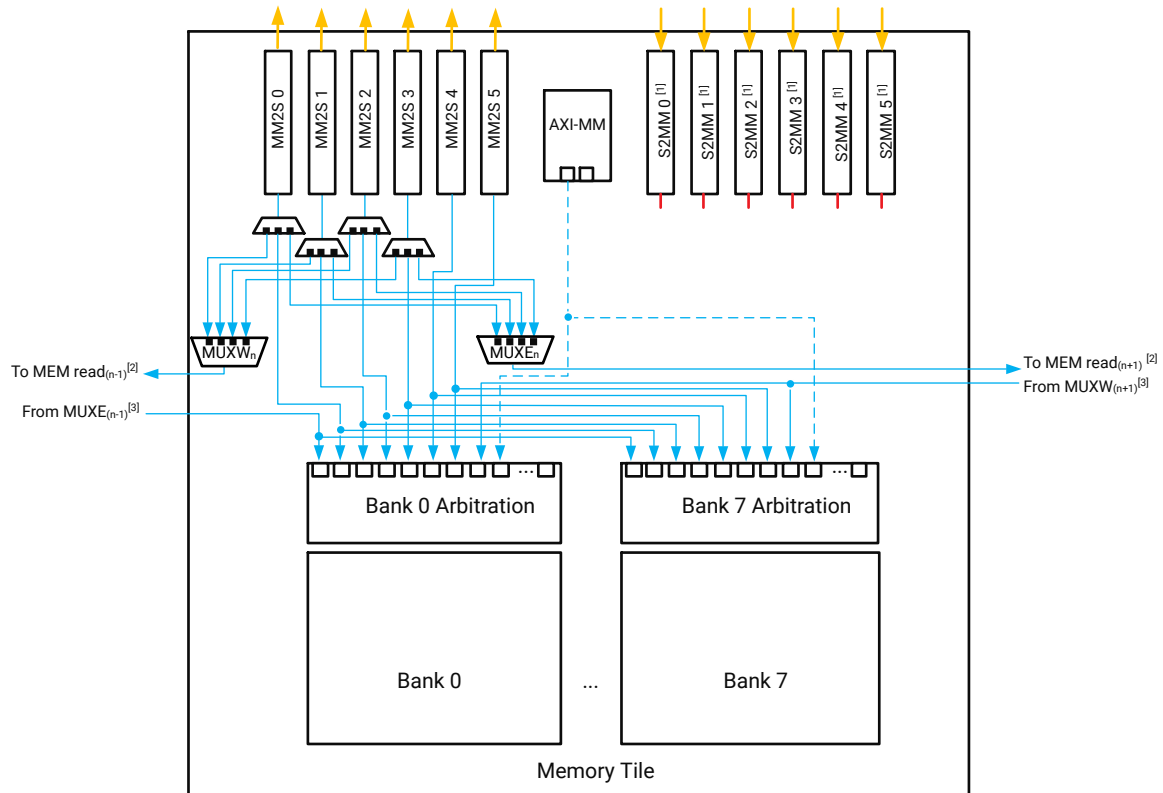 MM2S 0
MM2S 1
MM2S 2
MM2S 3
MM2S 4
MM2S 5
AXI-MM
S2MM 0 [1]
S2MM 1 [1]
S2MM 2 [1]
S2MM 3 [1]
S2MM 4 [1]
S2MM 5 [1]
MUXWn
MUXEn
To MEM read(n-1)[2]
To MEM read(n+1) [2]
From MUXE(n-1)[3]
From MUXW(n+1)[3]
...
...
Bank 0 Arbitration
Bank 7 Arbitration
Bank 0
...
Bank 7
Memory Tile